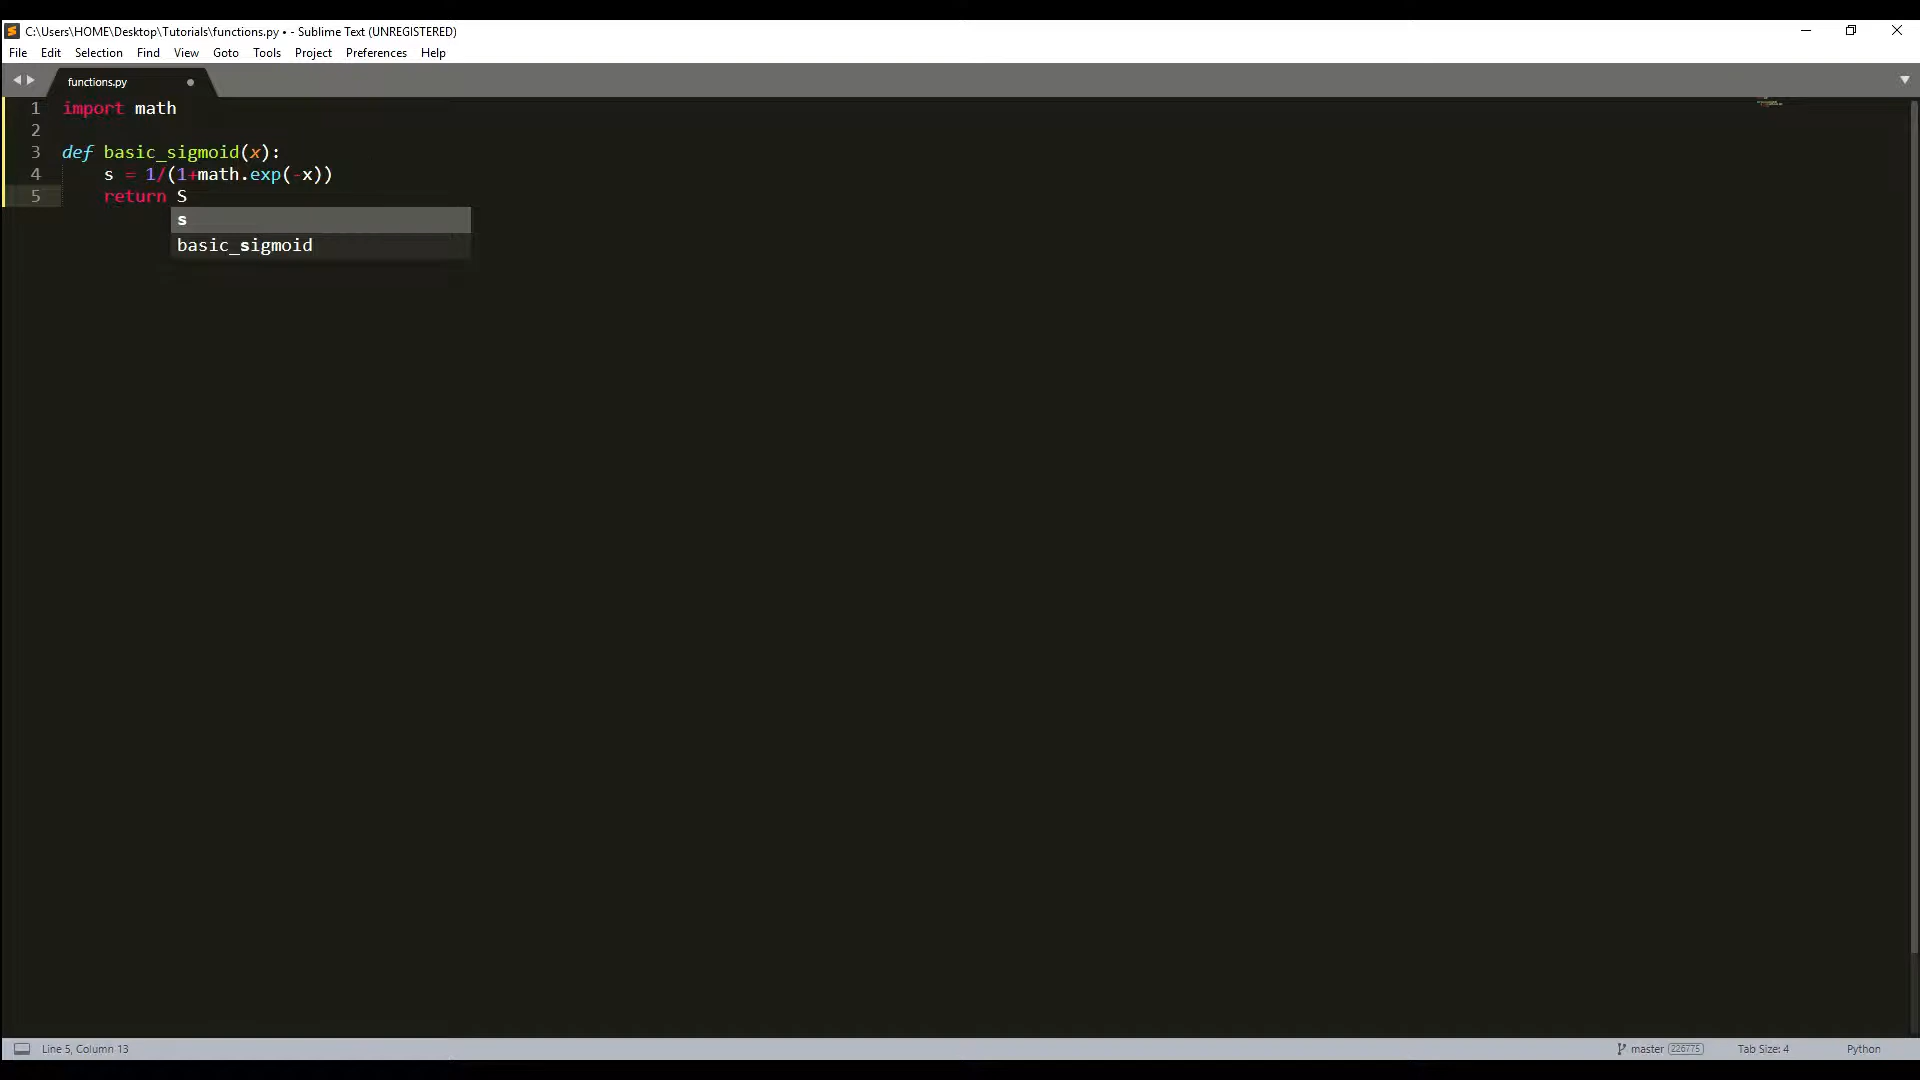 C:\Users\HOME\Desktop\Tutorials\functions.py • - Sublime Text (UNREGISTERED)
File Edit Selection Find View Goto Tools Project Preferences Help
functions.py
1 import math
2
3 def basic_sigmoid(x):
4     s = 1/(1+math.exp(-x))
5     return S
s
basic_sigmoid
Line 5, Column 13 master 226775 Tab Size: 4 Python